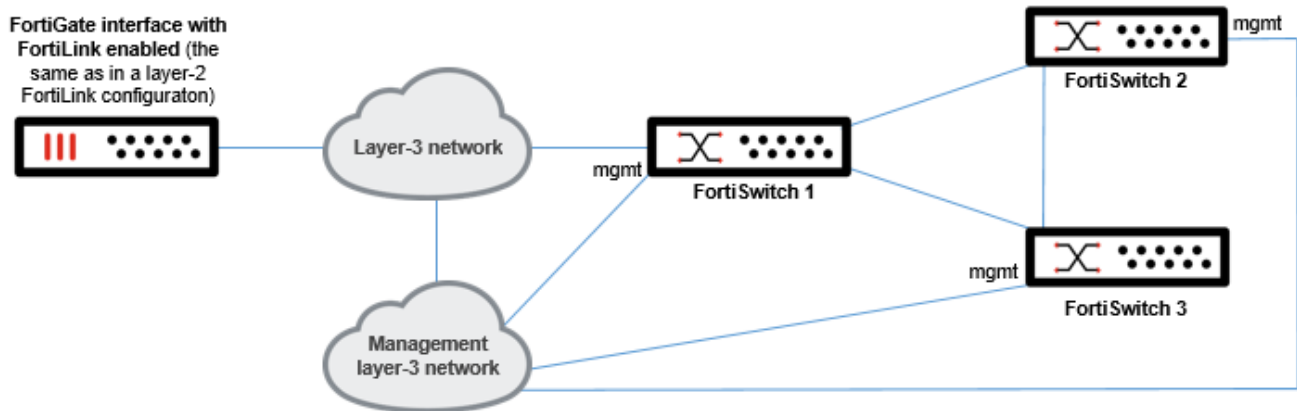 FortiGate interface with
FortiLink enabled (the
same as in a layer-2
FortiLink configuraton)
mgmt
FortiSwitch 2
Layer-3 network
mgmt
FortiSwitch 1
mgmt
FortiSwitch 3
Management
layer-3 network